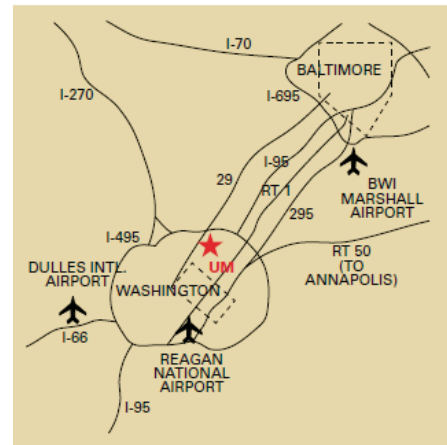 I-70
BALTIMORE
I-270
I-695
29
I-95
RT 1
295
BWI
MARSHALL
AIRPORT
I-495
UM
RT 50
(TO
ANNAPOLIS)
DULLES INTL.
AIRPORT
WASHINGTON
I-66
REAGAN
NATIONAL
AIRPORT
I-95